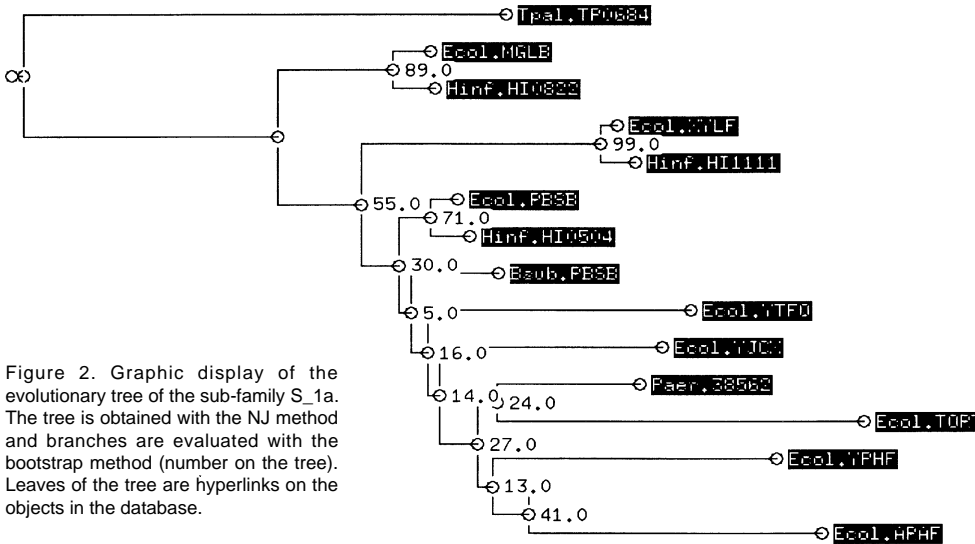 Tpal.TP0684
Ecol.MGLB
89.0
Hinf.HI0822
Ecol.XYLF
99.0
Hinf.HI1111
Ecol.PBSB
55.0
71.0
Hinf.HI0504
30.0
Bsub.PBSB
5.0
Ecol.YTFQ
16.0
Ecol.YJCX
Paer.38562
14.0
24.0
Ecol.TORT
27.0
Ecol.YPHF
13.0
41.0
Ecol.APAF
Figure 2. Graphic display of the
evolutionary tree of the sub-family S_1a.
The tree is obtained with the NJ method
and branches are evaluated with the
bootstrap method (number on the tree).
Leaves of the tree are hyperlinks on the
objects in the database.